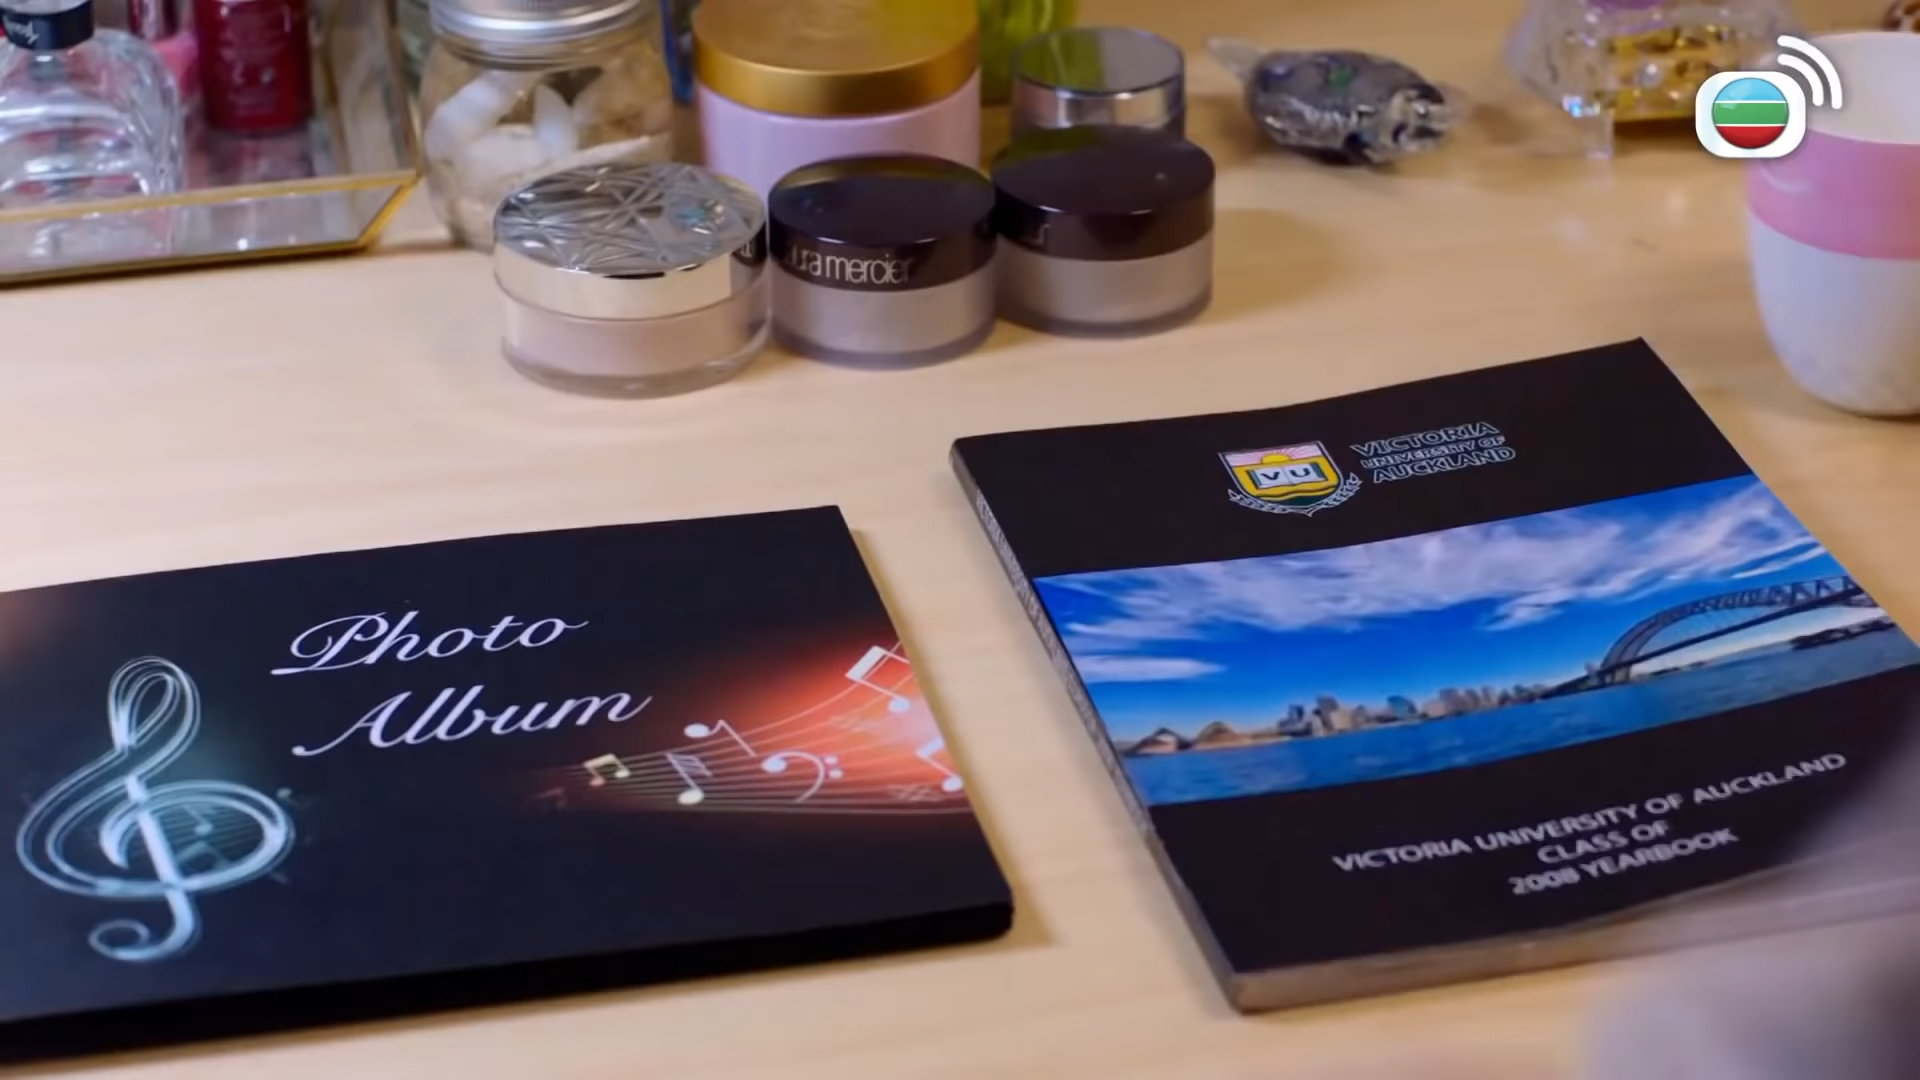 ura mercier
VICTORIA
UNIVERSITY OF
AUCKLAND
VU
Photo
Album
VICTORIA UNIVERSITY OF AUCKLAND
CLASS OF
2008 YEARBOOK